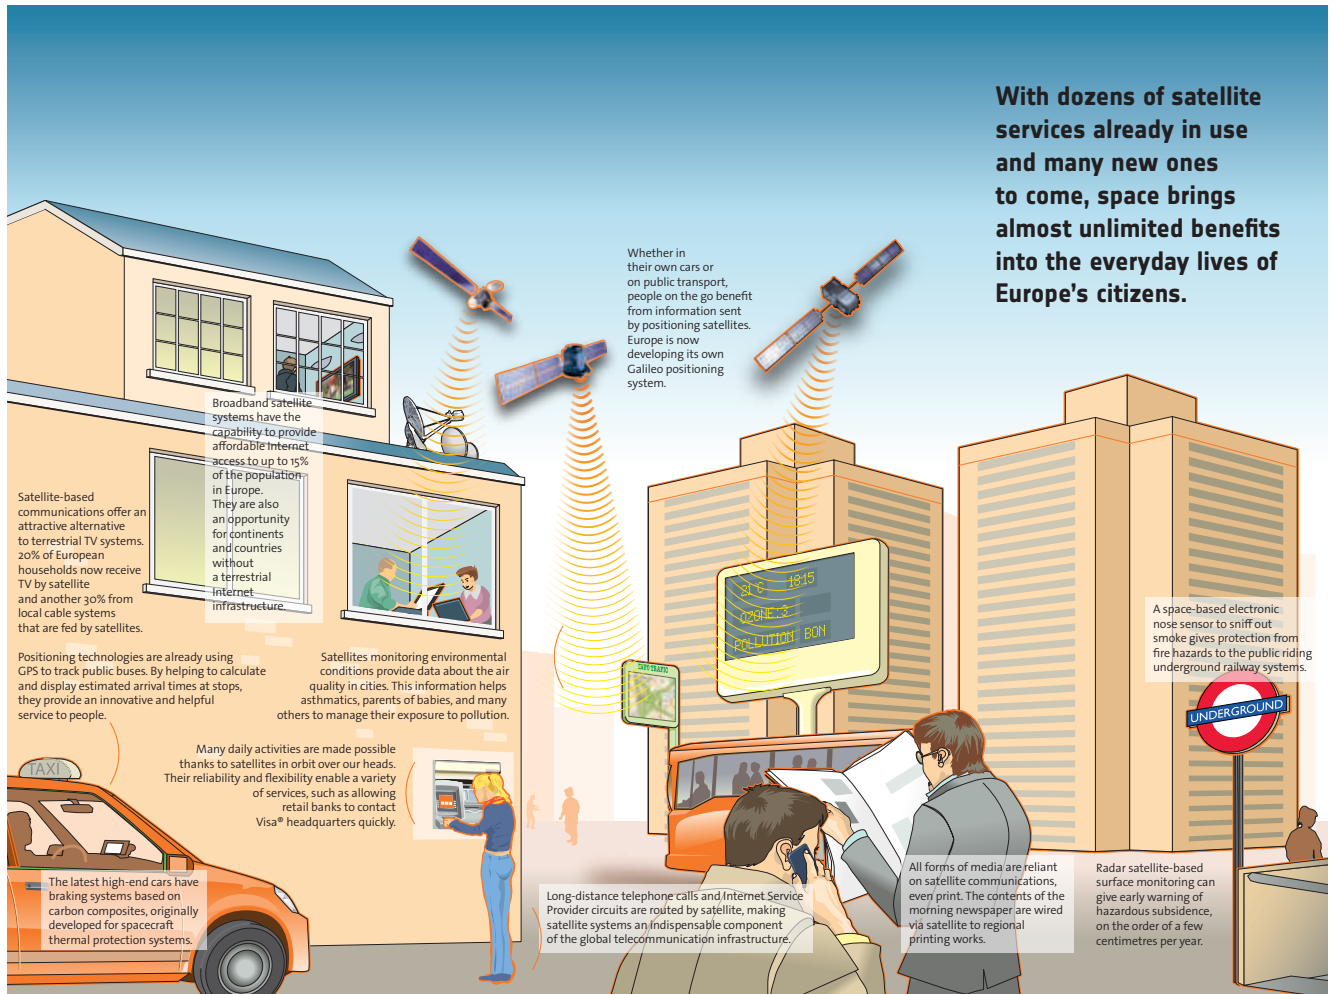 With dozens of satellite
services already in use
and many new ones
to come, space brings
almost unlimited benefits
into the everyday lives of
Europe's citizens.
Whether in
their own cars or
on public transport,
people on the go benefit
from information sent
by positioning satellites.
Europe is now
developing its own
Galileo positioning
system.
Broadband satellite
systems have the
capability to provide
affordable Internet
access to up to 15%
of the population
in Europe.
They are also
an opportunity
for continents
and countries
without
a terrestrial
Internet
infrastructure.
Satellite-based
communications offer an
attractive alternative
to terrestrial TV systems.
20% of European
households now receive
TV by satellite
and another 30% from
local cable systems
that are fed by satellites.
Positioning technologies are already using
GPS to track public buses. By helping to calculate
and display estimated arrival times at stops,
they provide an innovative and helpful
service to people.
Satellites monitoring environmental
conditions provide data about the air
quality in cities. This information helps
asthmatics, parents of babies, and many
others to manage their exposure to pollution.
Many daily activities are made possible
thanks to satellites in orbit over our heads.
Their reliability and flexibility enable a variety
of services, such as allowing
retail banks to contact
Visa® headquarters quickly.
21 C 18:15
OZONE:3
POLLUTION BON
INFO TRAFIC
A space-based electronic
nose sensor to sniff out
smoke gives protection from
fire hazards to the public riding
underground railway systems.
UNDERGROUND
TAXI
The latest high-end cars have
braking systems based on
carbon composites, originally
developed for spacecraft
thermal protection systems.
Long-distance telephone calls and Internet Service
Provider circuits are routed by satellite, making
satellite systems an indispensable component
of the global telecommunication infrastructure.
All forms of media are reliant
on satellite communications,
even print. The contents of the
morning newspaper are wired
via satellite to regional
printing works.
Radar satellite-based
surface monitoring can
give early warning of
hazardous subsidence,
on the order of a few
centimetres per year.